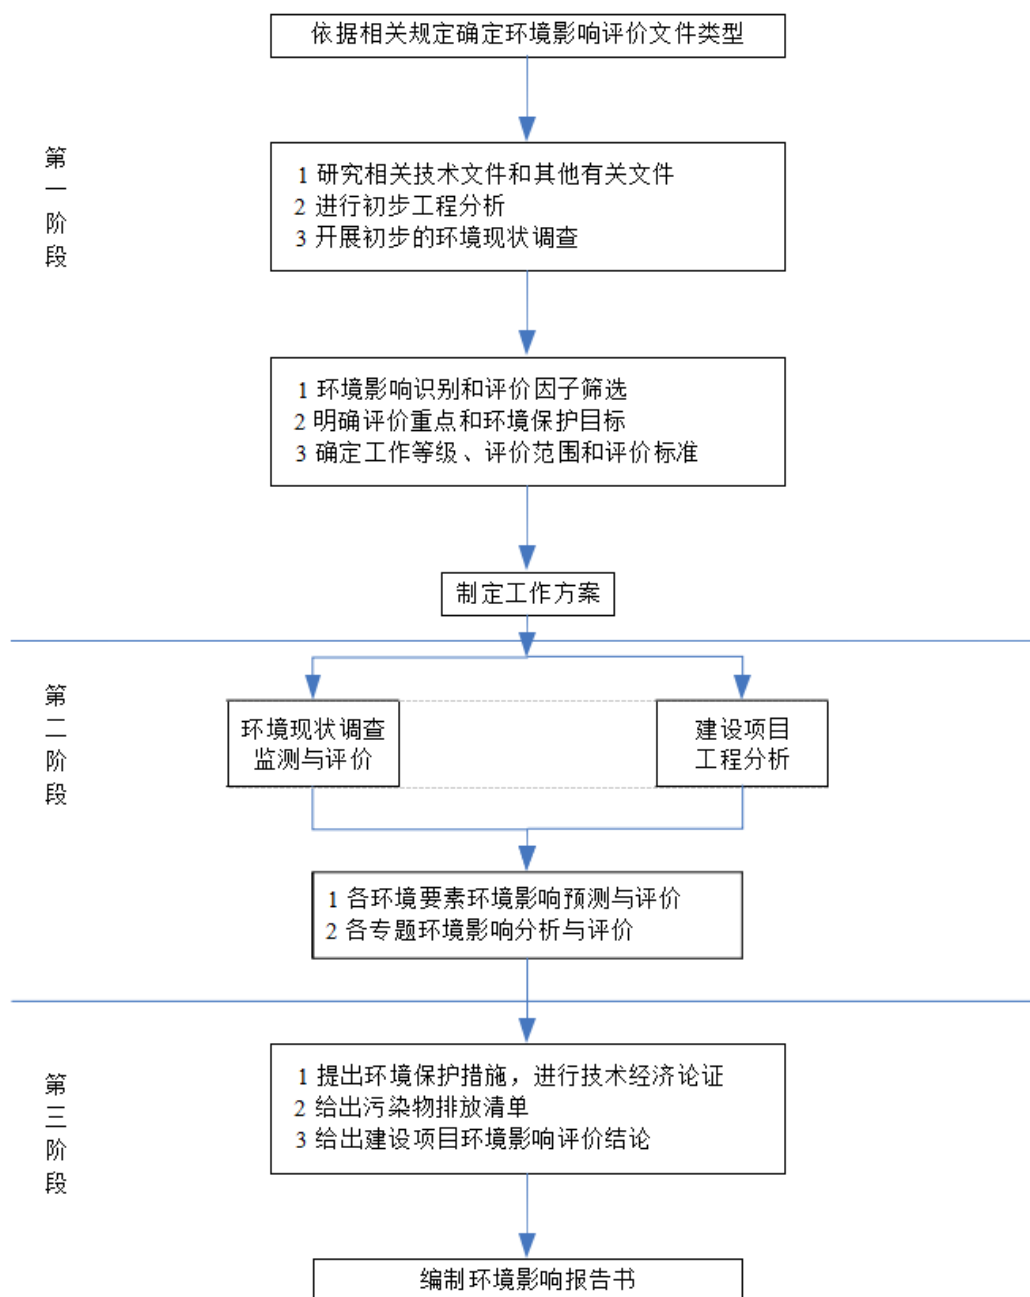 依据相关规定确定环境影响评价文件类型
第一阶段
1 研究相关技术文件和其他有关文件
2 进行初步工程分析
3 开展初步的环境现状调查
1 环境影响识别和评价因子筛选
2 明确评价重点和环境保护目标
3 确定工作等级、评价范围和评价标准
制定工作方案
第二阶段
环境现状调查
监测与评价
建设项目
工程分析
1 各环境要素环境影响预测与评价
2 各专题环境影响分析与评价
第三阶段
1 提出环境保护措施，进行技术经济论证
2 给出污染物排放清单
3 给出建设项目环境影响评价结论
编制环境影响报告书